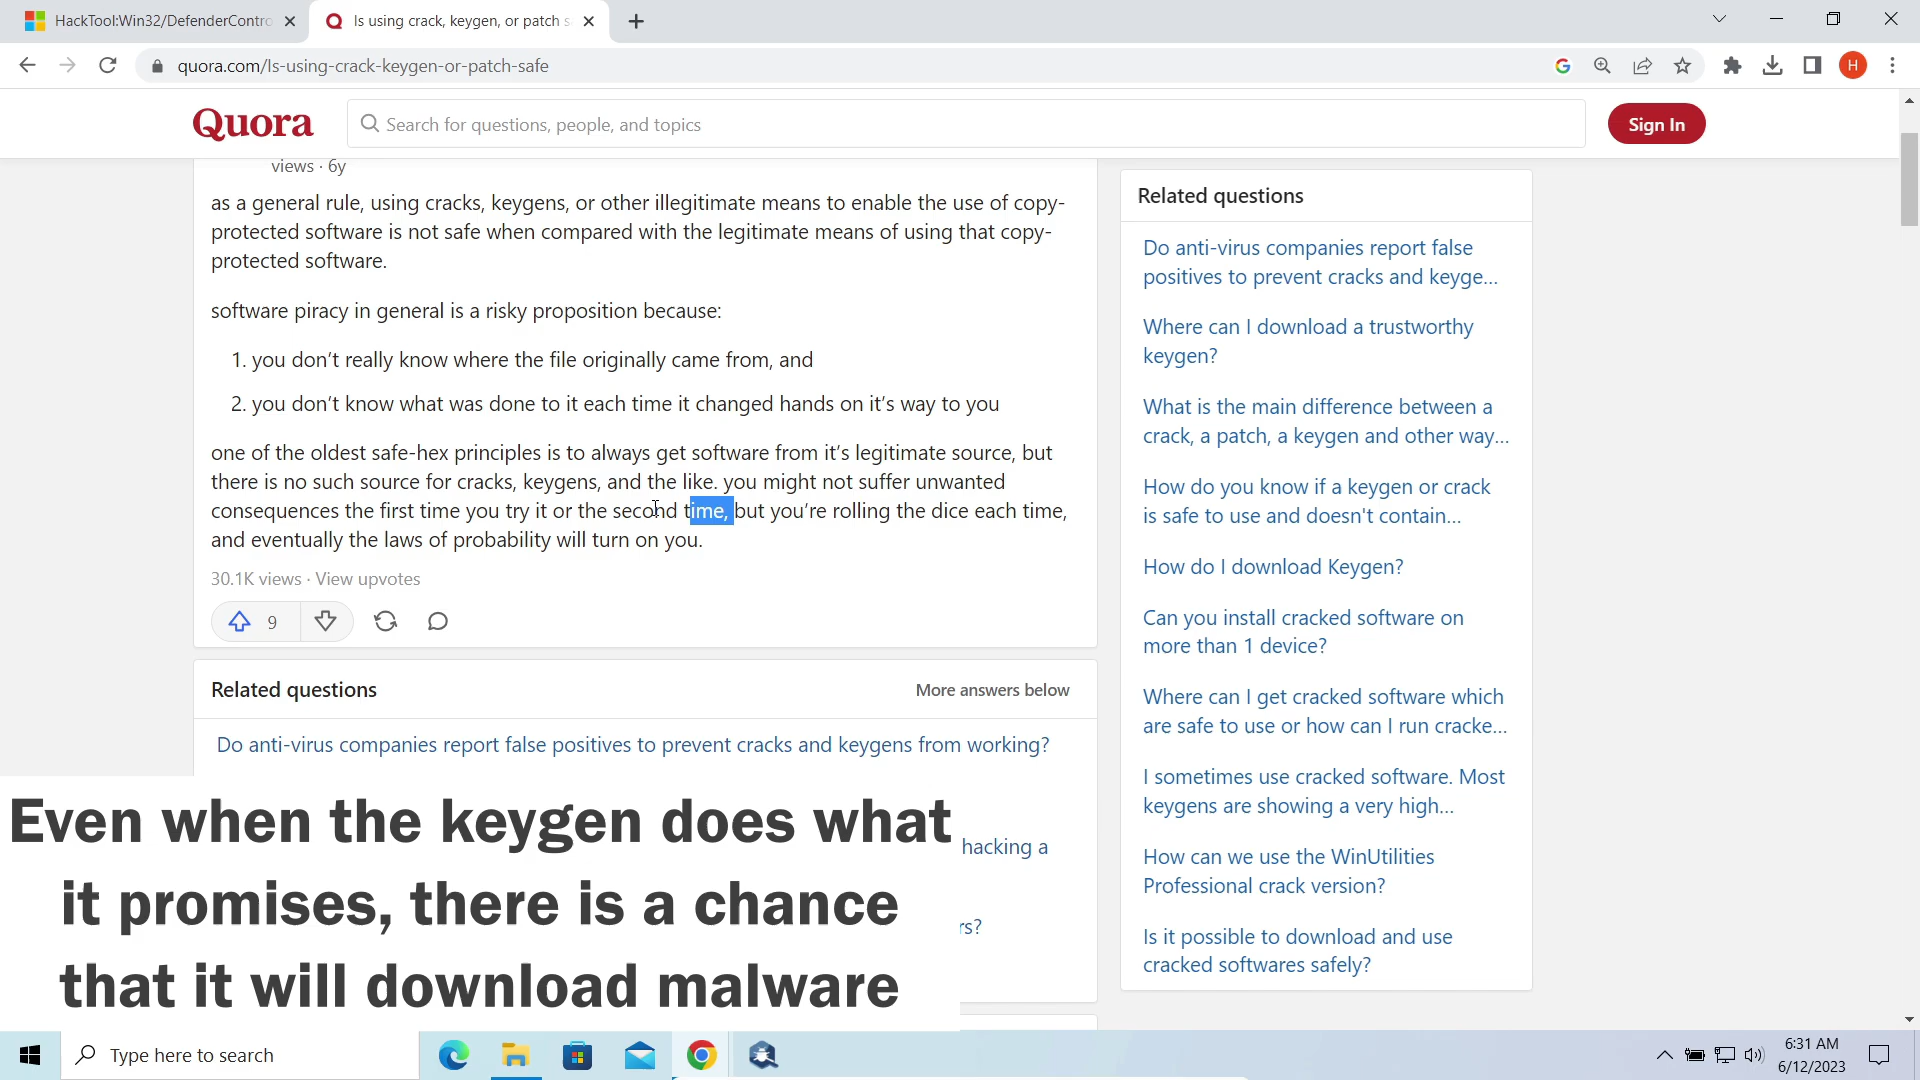 HackTool:Win32/DefenderContro
Is using crack, keygen, or patch s
quora.com/Is-using-crack-keygen-or-patch-safe
H
Quora
Search for questions, people, and topics
Sign In
views · 6y
as a general rule, using cracks, keygens, or other illegitimate means to enable the use of copy-
protected software is not safe when compared with the legitimate means of using that copy-
protected software.
software piracy in general is a risky proposition because:
1. you don't really know where the file originally came from, and
2. you don't know what was done to it each time it changed hands on it's way to you
one of the oldest safe-hex principles is to always get software from it's legitimate source, but
there is no such source for cracks, keygens, and the like. you might not suffer unwanted
consequences the first time you try it or the second time, but you're rolling the dice each time,
and eventually the laws of probability will turn on you.
30.1K views · View upvotes
9
Related questions
More answers below
Do anti-virus companies report false positives to prevent cracks and keygens from working?
hacking a
rs?
Related questions
Do anti-virus companies report false
positives to prevent cracks and keyge...
Where can I download a trustworthy
keygen?
What is the main difference between a
crack, a patch, a keygen and other way...
How do you know if a keygen or crack
is safe to use and doesn't contain...
How do I download Keygen?
Can you install cracked software on
more than 1 device?
Where can I get cracked software which
are safe to use or how can I run cracke...
I sometimes use cracked software. Most
keygens are showing a very high...
How can we use the WinUtilities
Professional crack version?
Is it possible to download and use
cracked softwares safely?
Even when the keygen does what
it promises, there is a chance
that it will download malware
Type here to search
6:31 AM
6/12/2023